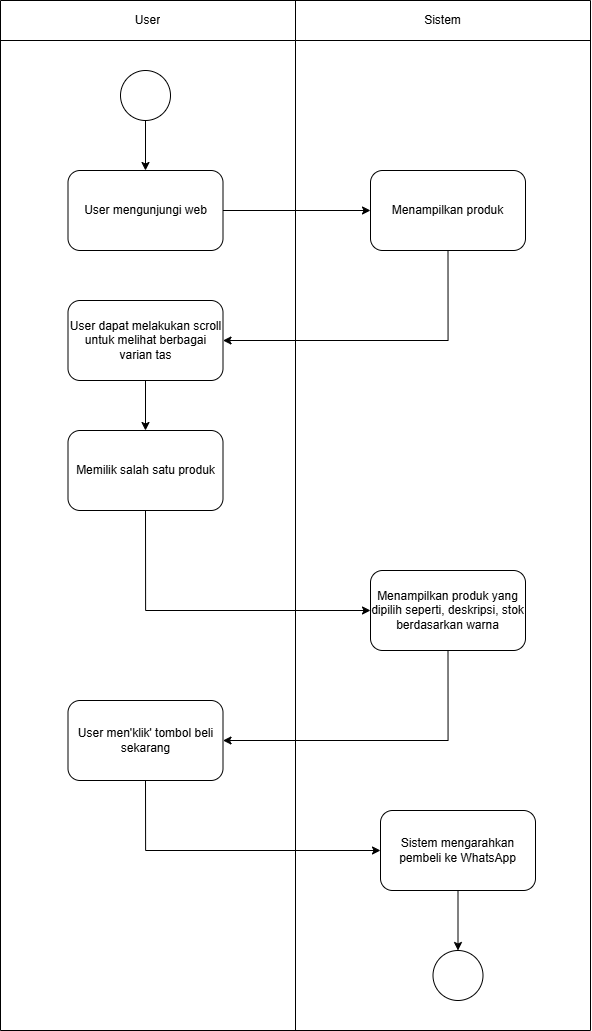 User
Sistem
User mengunjungi web
Menampilkan produk
User dapat melakukan scroll
untuk melihat berbagai
varian tas
Memilik salah satu produk
Menampilkan produk yang
dipilih seperti, deskripsi, stok
berdasarkan warna
User men'klik' tombol beli
sekarang
Sistem mengarahkan
pembeli ke WhatsApp